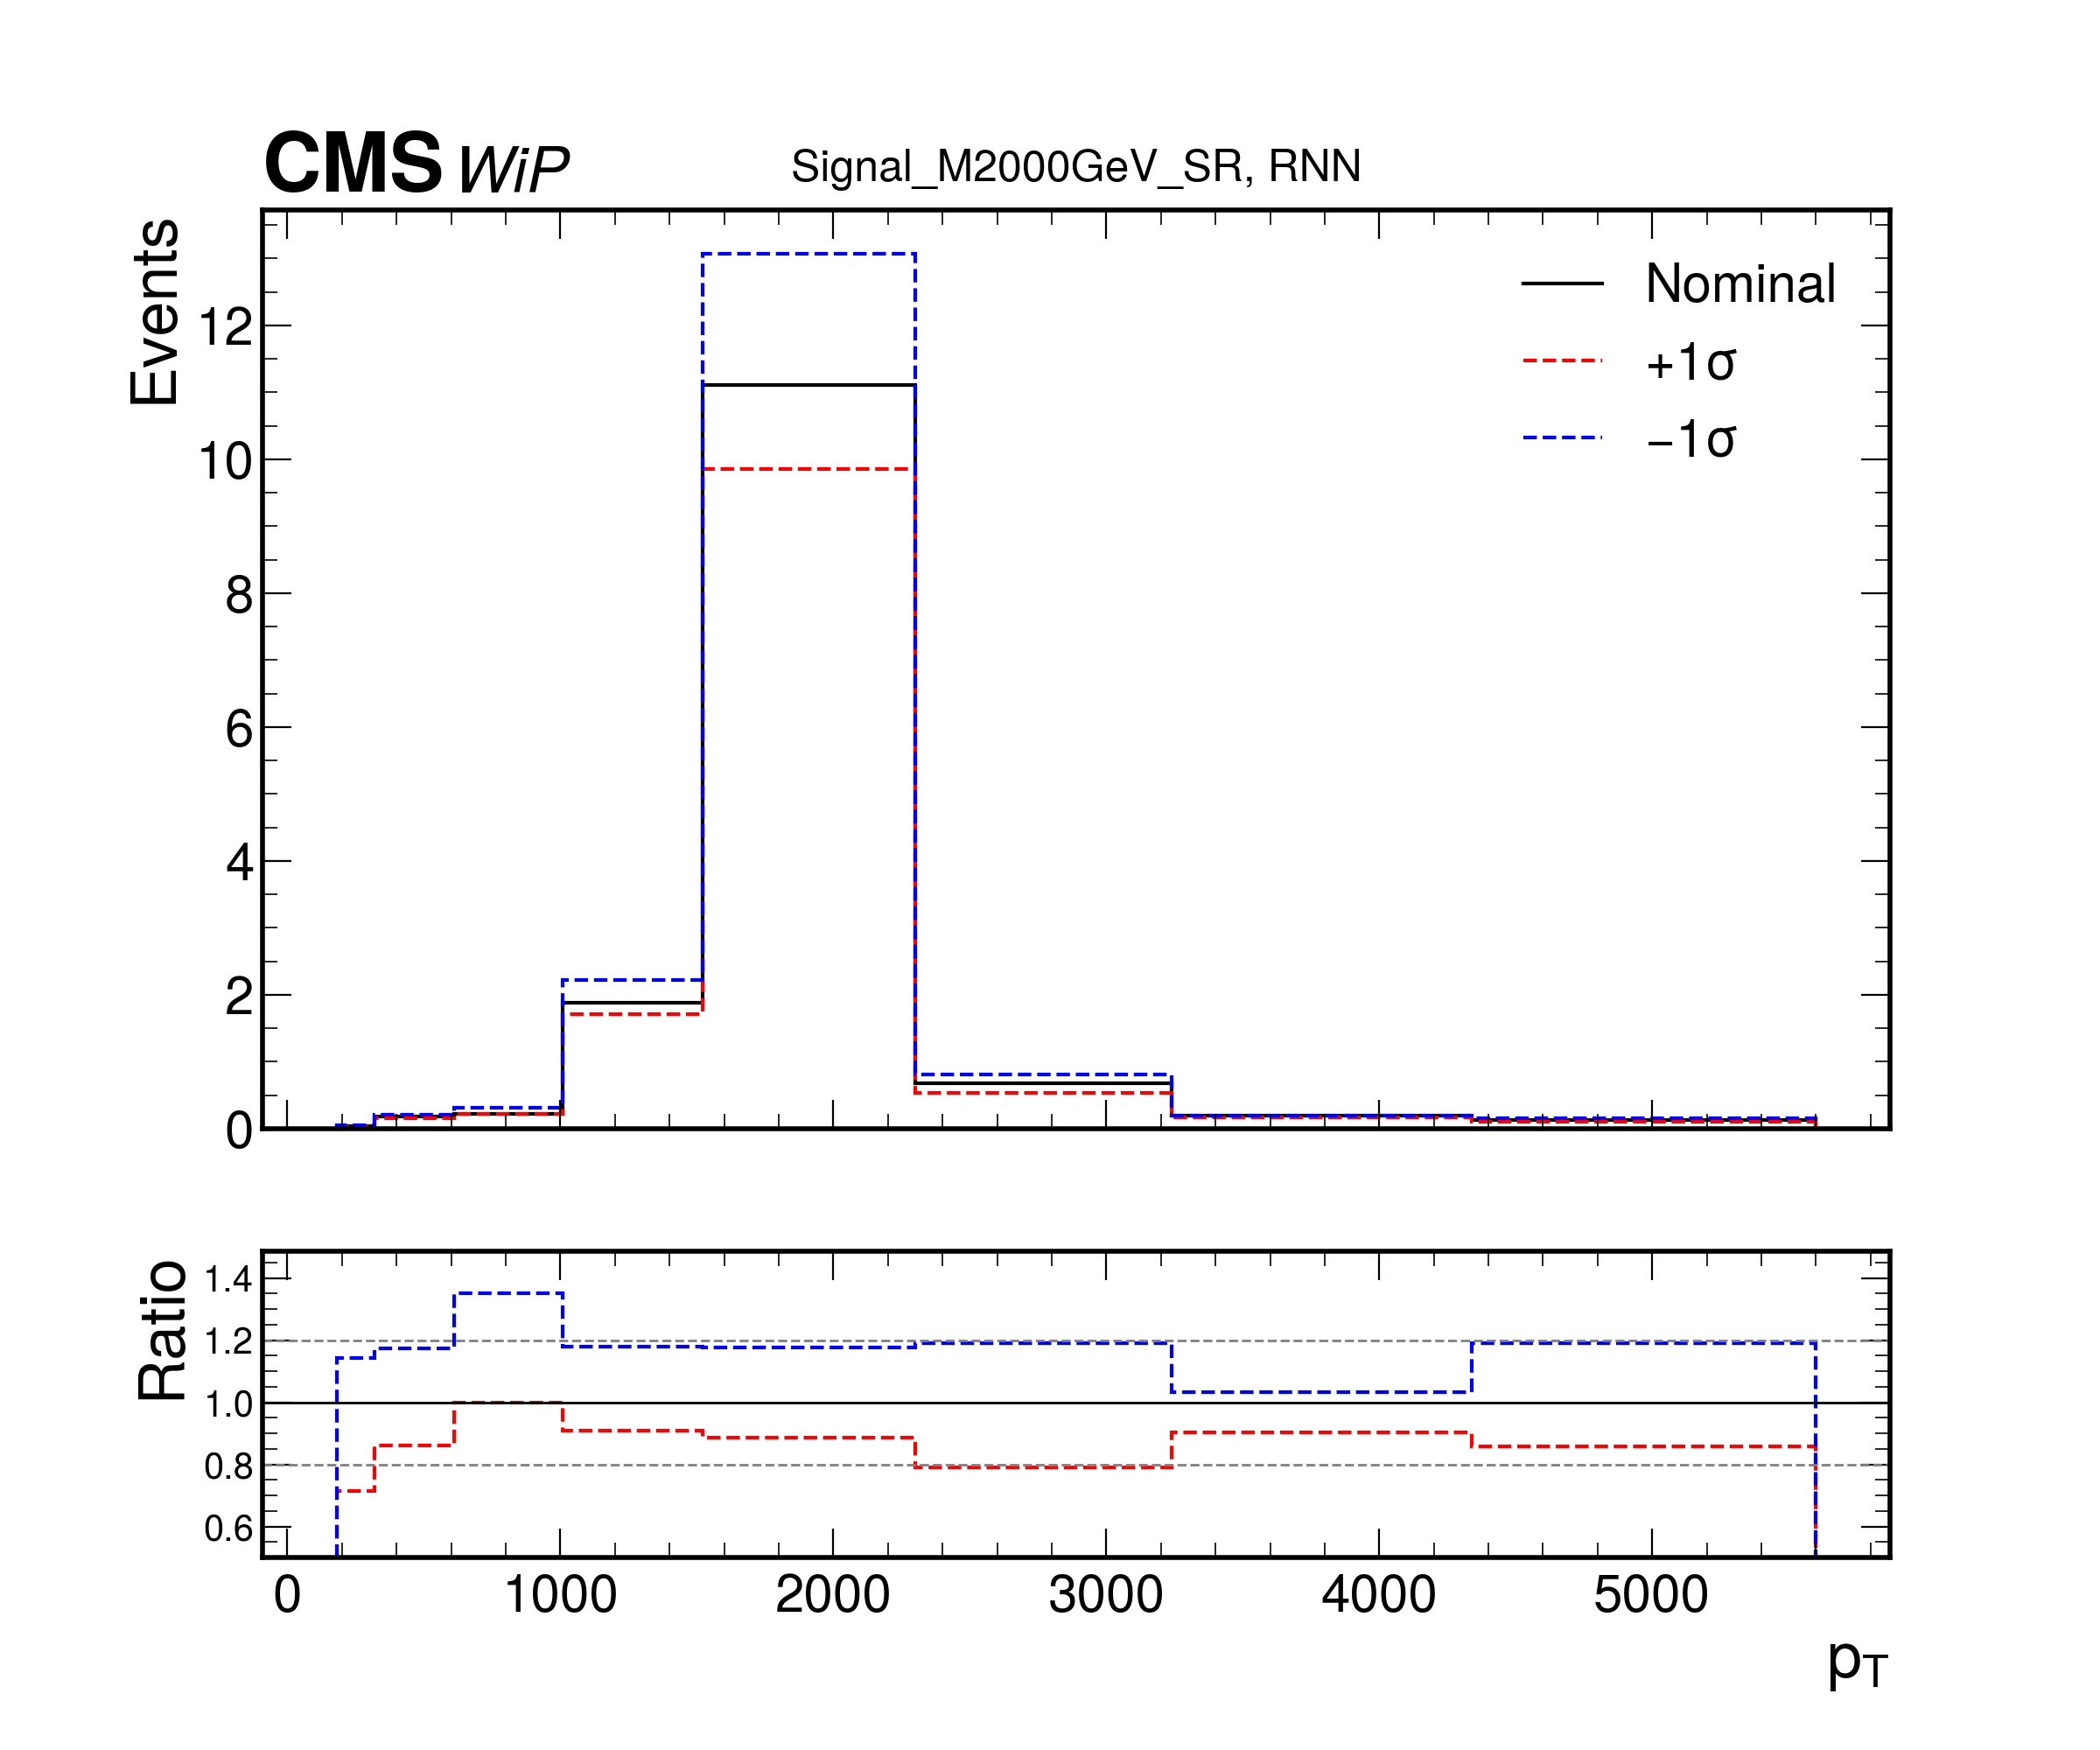 CMS WiP Signal_M2000GeV_SR, RNN
Events
12
10
8
6
4
2
0
Nominal
+1σ
−1σ
Ratio
1.4
1.2
1.0
0.8
0.6
0 1000 2000 3000 4000 5000
pT